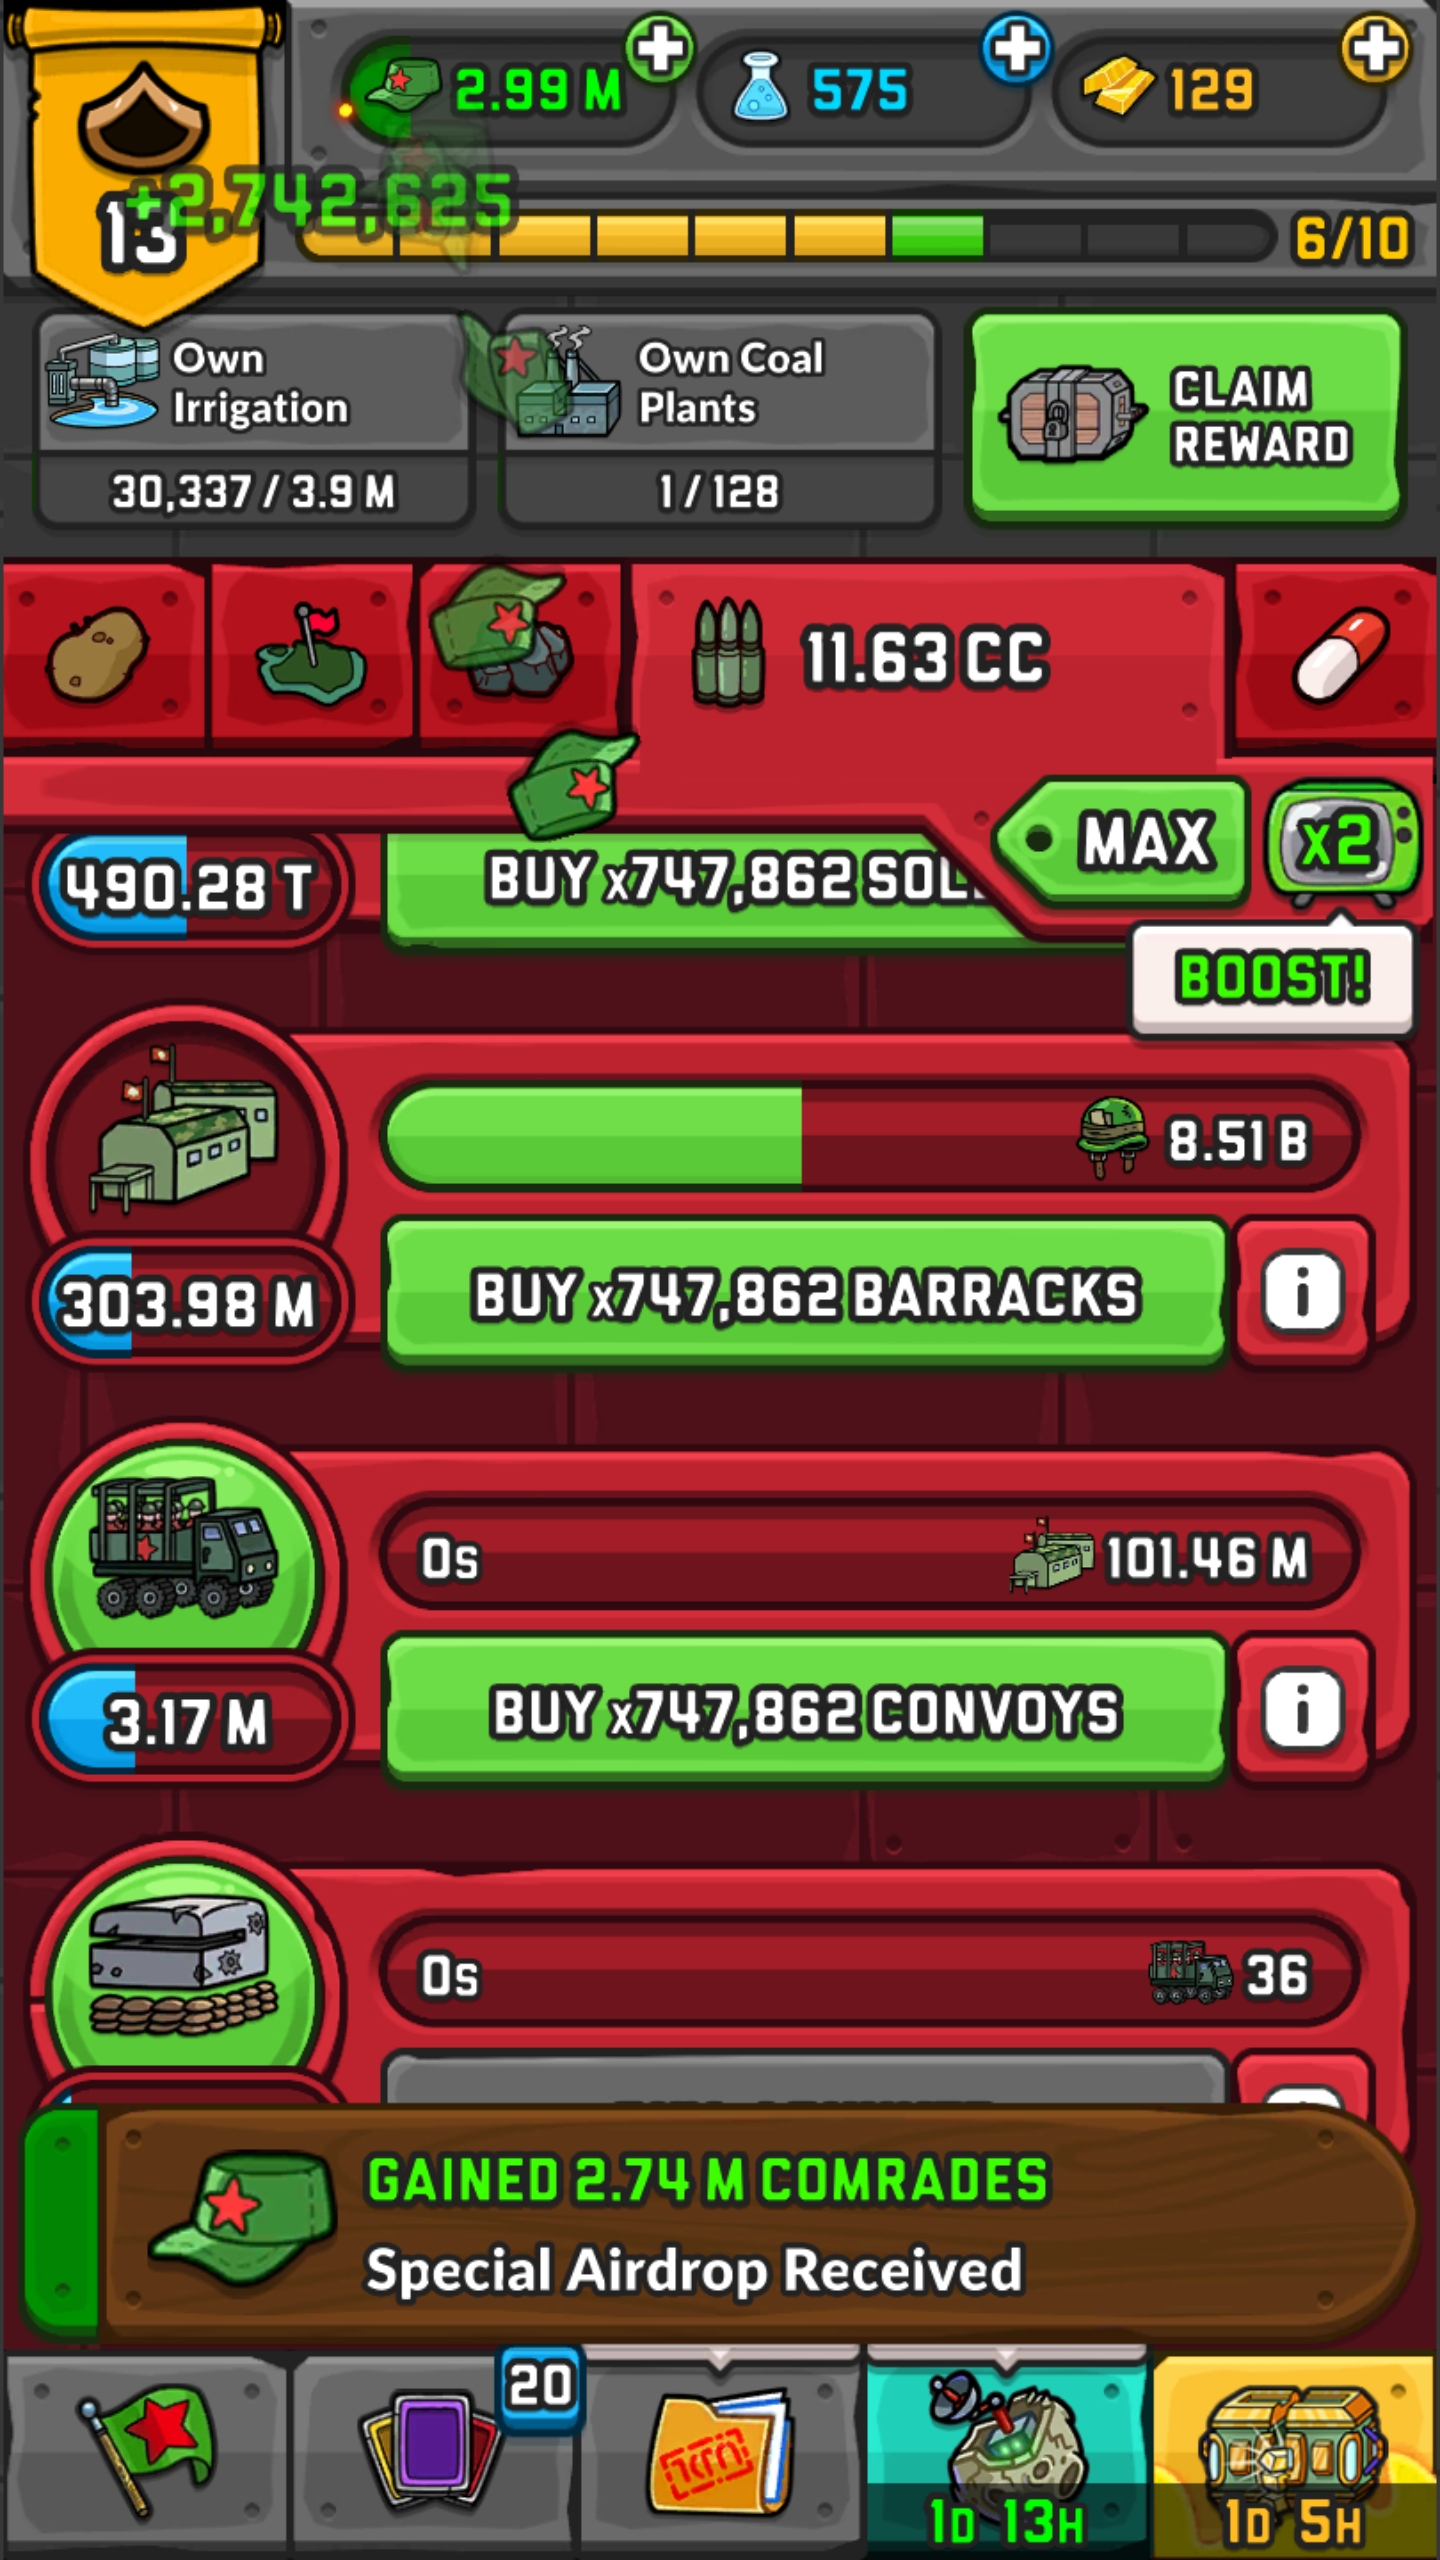 2.99 M
575
129
+2,742,625
13
6/10
Own
Irrigation
30,337 / 3.9 M
Own Coal
Plants
1 / 128
CLAIM
REWARD
11.63 CC
MAX
x2
490.28 T
BUY x747,862
BOOST!
8.51 B
303.98 M
BUY x747,862 BARRACKS
i
0s
101.46 M
3.17 M
BUY x747,862 CONVOYS
i
0s
36
GAINED 2.74 M COMRADES
Special Airdrop Received
20
1D 13H
1D 5H